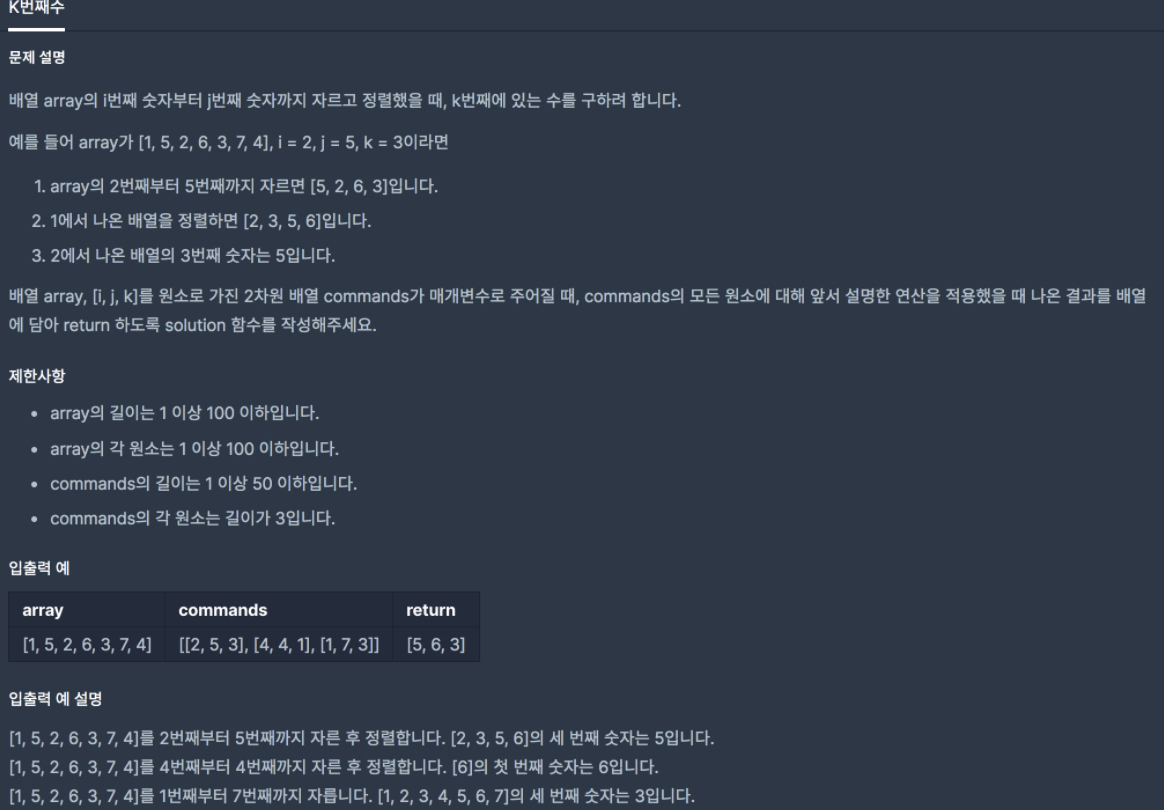 K번째수
문제 설명
배열 array의 i번째 숫자부터 j번째 숫자까지 자르고 정렬했을 때, k번째에 있는 수를 구하려 합니다.
예를 들어 array가 [1, 5, 2, 6, 3, 7, 4], i = 2, j = 5, k = 3이라면
1. array의 2번째부터 5번째까지 자르면 [5, 2, 6, 3]입니다.
2. 1에서 나온 배열을 정렬하면 [2, 3, 5, 6]입니다.
3. 2에서 나온 배열의 3번째 숫자는 5입니다.
배열 array, [i, j, k]를 원소로 가진 2차원 배열 commands가 매개변수로 주어질 때, commands의 모든 원소에 대해 앞서 설명한 연산을 적용했을 때 나온 결과를 배열
에 담아 return 하도록 solution 함수를 작성해주세요.
제한사항
• array의 길이는 1 이상 100 이하입니다.
• array의 각 원소는 1 이상 100 이하입니다.
• commands의 길이는 1 이상 50 이하입니다.
• commands의 각 원소는 길이가 3입니다.
입출력 예
array commands return
[1, 5, 2, 6, 3, 7, 4] [[2, 5, 3], [4, 4, 1], [1, 7, 3]] [5, 6, 3]
입출력 예 설명
[1, 5, 2, 6, 3, 7, 4]를 2번째부터 5번째까지 자른 후 정렬합니다. [2, 3, 5, 6]의 세 번째 숫자는 5입니다.
[1, 5, 2, 6, 3, 7, 4]를 4번째부터 4번째까지 자른 후 정렬합니다. [6]의 첫 번째 숫자는 6입니다.
[1, 5, 2, 6, 3, 7, 4]를 1번째부터 7번째까지 자릅니다. [1, 2, 3, 4, 5, 6, 7]의 세 번째 숫자는 3입니다.